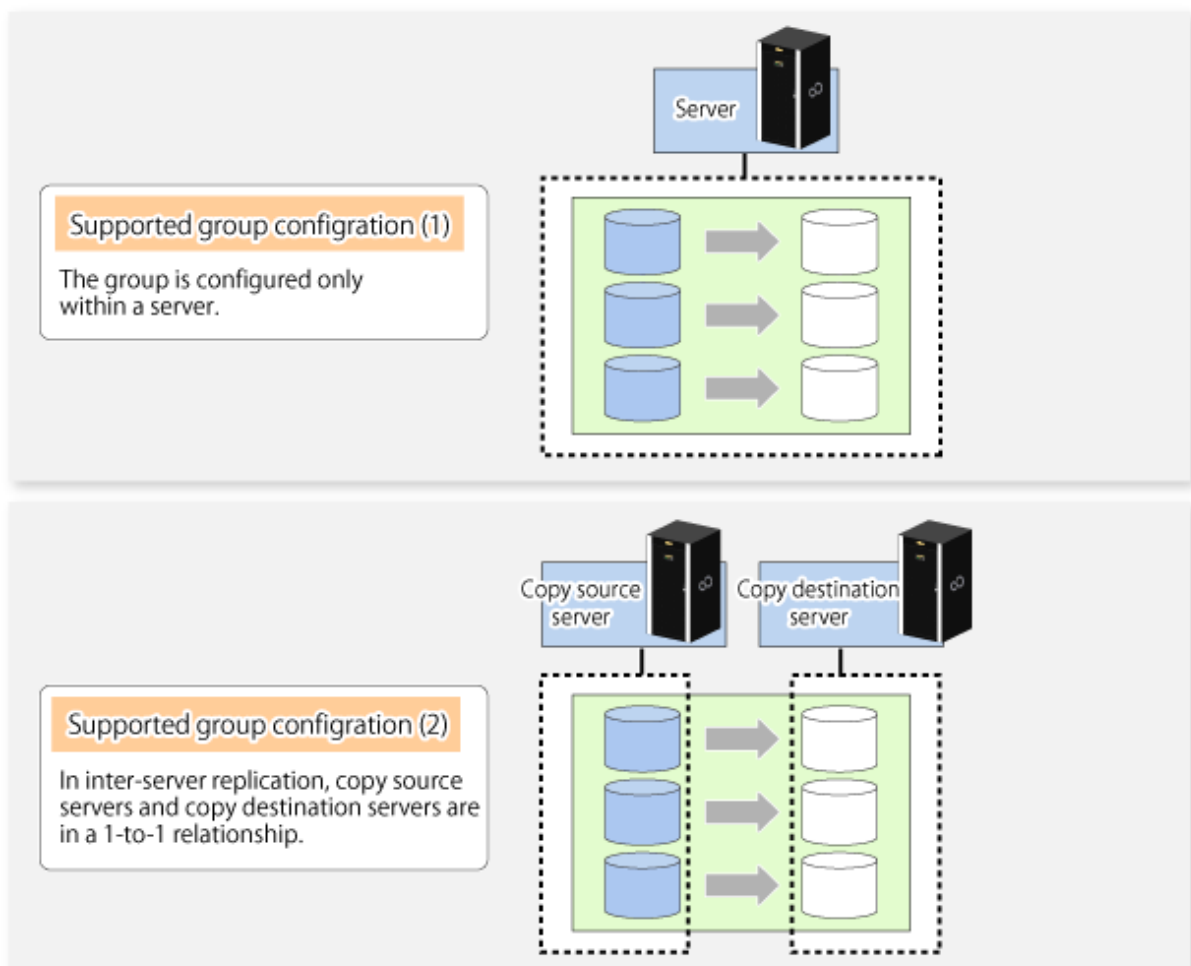 Server
Supported group configration (1)
The group is configured only
within a server.
Copy source
server
Copy destination
server
Supported group configration (2)
In inter-server replication, copy source
servers and copy destination servers are
in a 1-to-1 relationship.